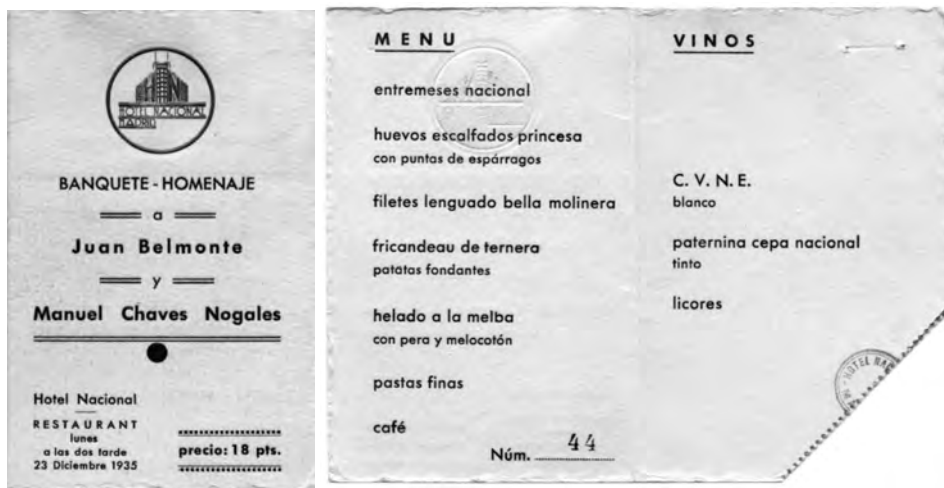 HOTEL NACIONAL
MADRID
BANQUETE - HOMENAJE
a
Juan Belmonte
y
Manuel Chaves Nogales
Hotel Nacional
RESTAURANT
lunes
a las dos tarde
23 Diciembre 1935
precio: 18 pts.
MENU
entremeses nacional
huevos escalfados princesa
con puntas de espárragos
filetes lenguado bella molinera
fricandeau de ternera
patatas fondantes
helado a la melba
con pera y melocotón
pastas finas
café
Núm. 44
VINOS
C. V. N. E.
blanco
paternina cepa nacional
tinto
licores
HOTEL